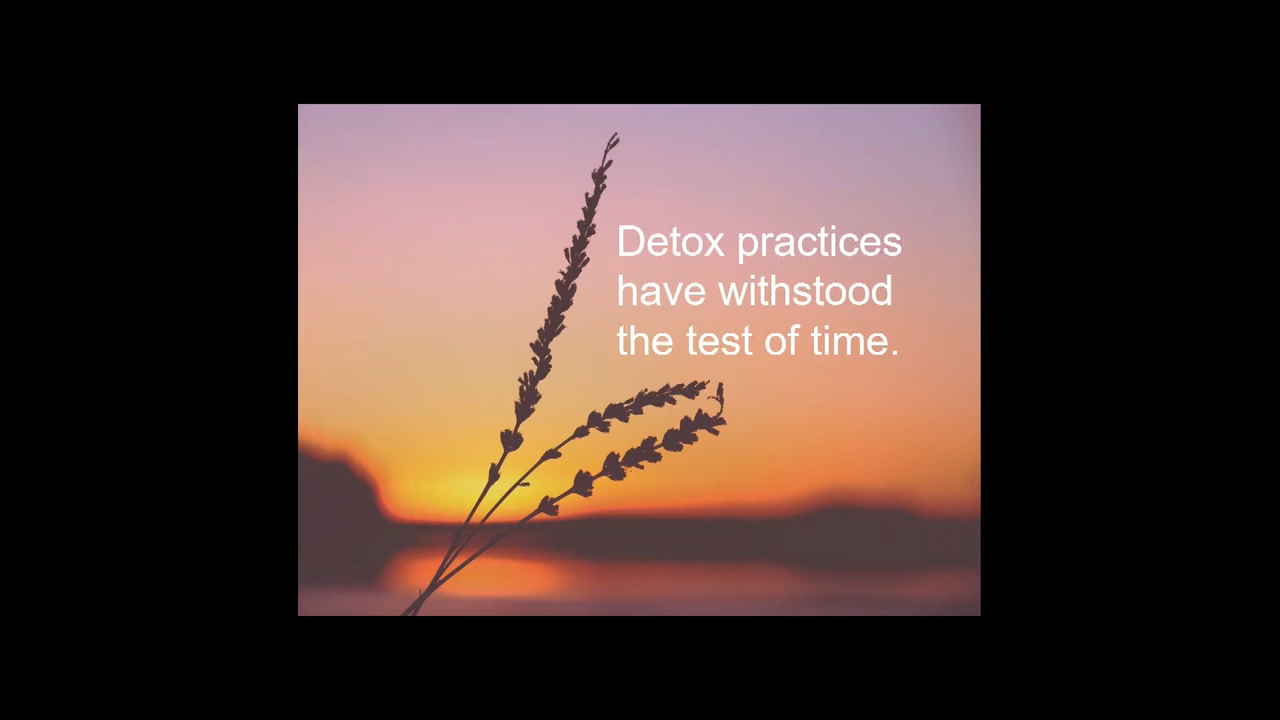 Detox practices
have withstood
the test of time.